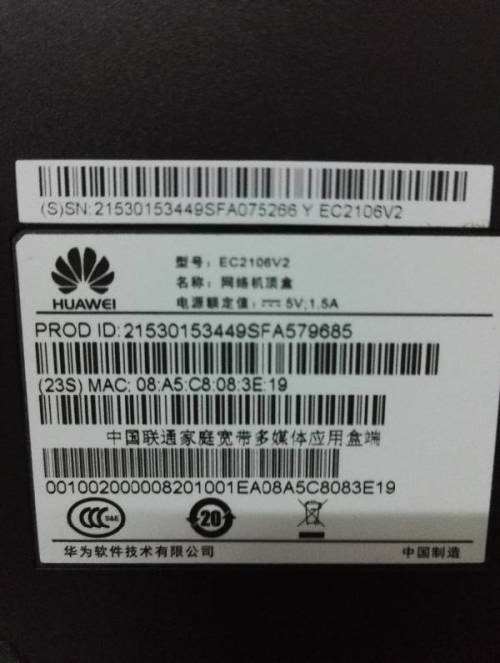 (S)SN:21530153449SFA075266 Y EC2106V2
HUAWEI
型号：EC2106V2
名称：网络机顶盒
电源额定值：⎓5V;1.5A
PROD ID:21530153449SFA579685
(23S) MAC; 08:A5:C8:08:3E:19
中国联通家庭宽带多媒体应用盒端
001002000008201001EA08A5C8083E19
CCC S&E
20
华为软件技术有限公司
中国制造